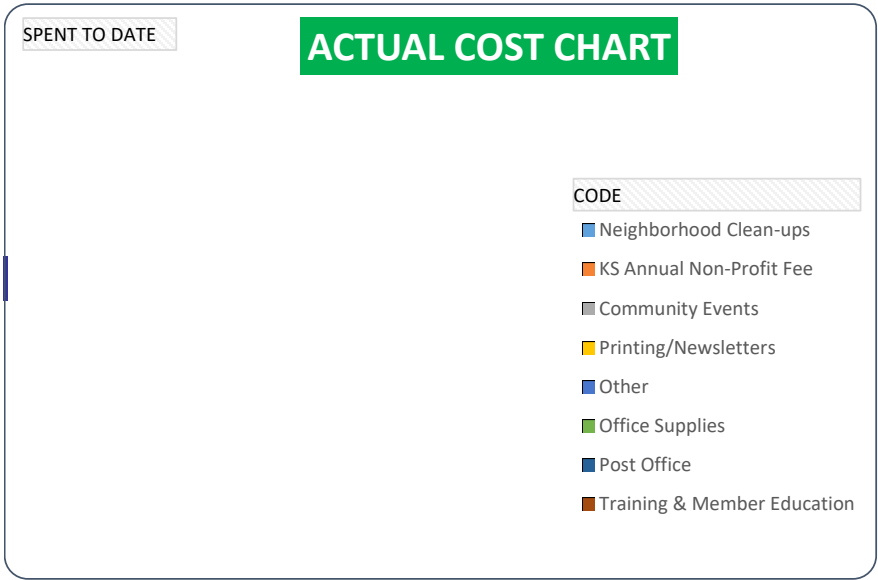 SPENT TO DATE
ACTUAL COST CHART
CODE
Neighborhood Clean-ups
KS Annual Non-Profit Fee
Community Events
Printing/Newsletters
Other
Office Supplies
Post Office
Training & Member Education